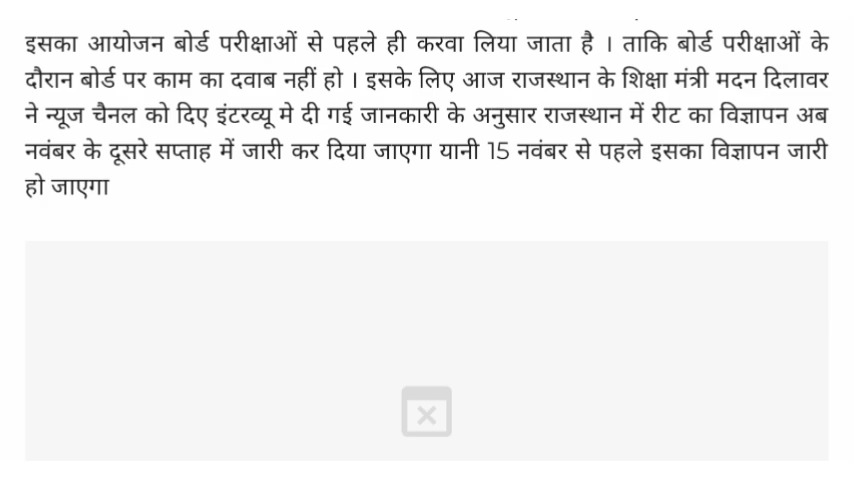 इसका आयोजन बोर्ड परीक्षाओं से पहले ही करवा लिया जाता है । ताकि बोर्ड परीक्षाओं के
दौरान बोर्ड पर काम का दवाब नहीं हो । इसके लिए आज राजस्थान के शिक्षा मंत्री मदन दिलावर
ने न्यूज चैनल को दिए इंटरव्यू मे दी गई जानकारी के अनुसार राजस्थान में रीट का विज्ञापन अब
नवंबर के दूसरे सप्ताह में जारी कर दिया जाएगा यानी 15 नवंबर से पहले इसका विज्ञापन जारी
हो जाएगा